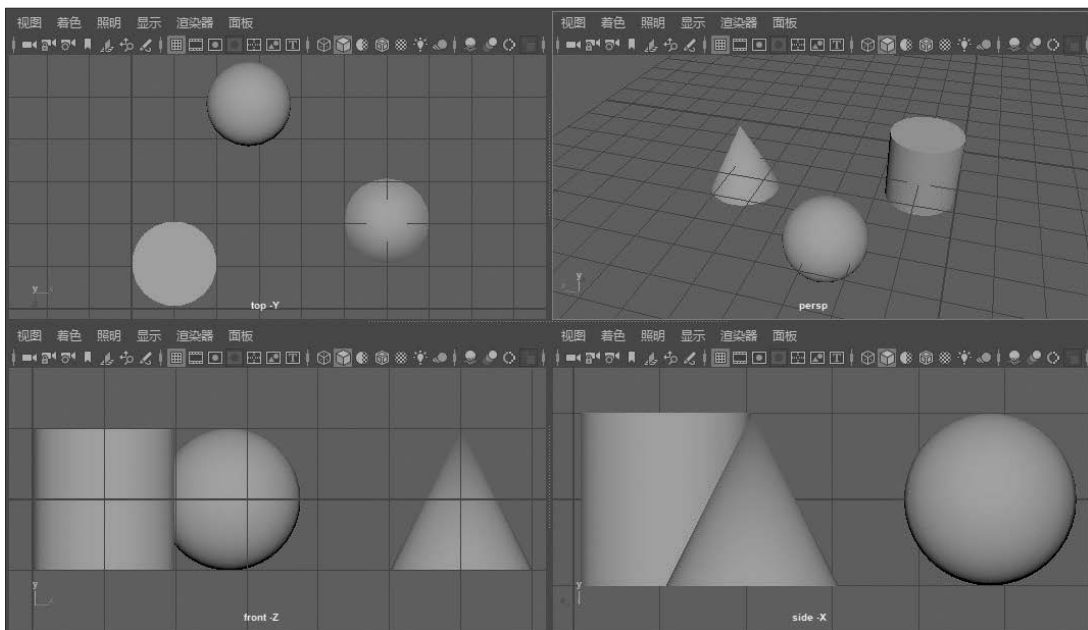 视图 着色 照明 显示 渲染器 面板
视图 着色 照明 显示 渲染器 面板
top -Y
persp
视图 着色 照明 显示 渲染器 面板
视图 着色 照明 显示 渲染器 面板
front -Z
side -X